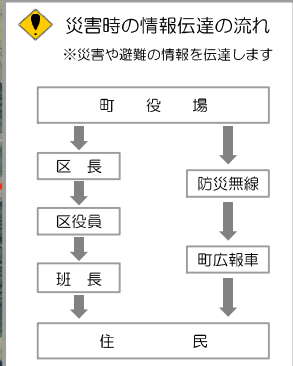 災害時の情報伝達の流れ
※災害や避難の情報を伝達します
町役場
区長
区役員
班長
防災無線
町広報車
住民